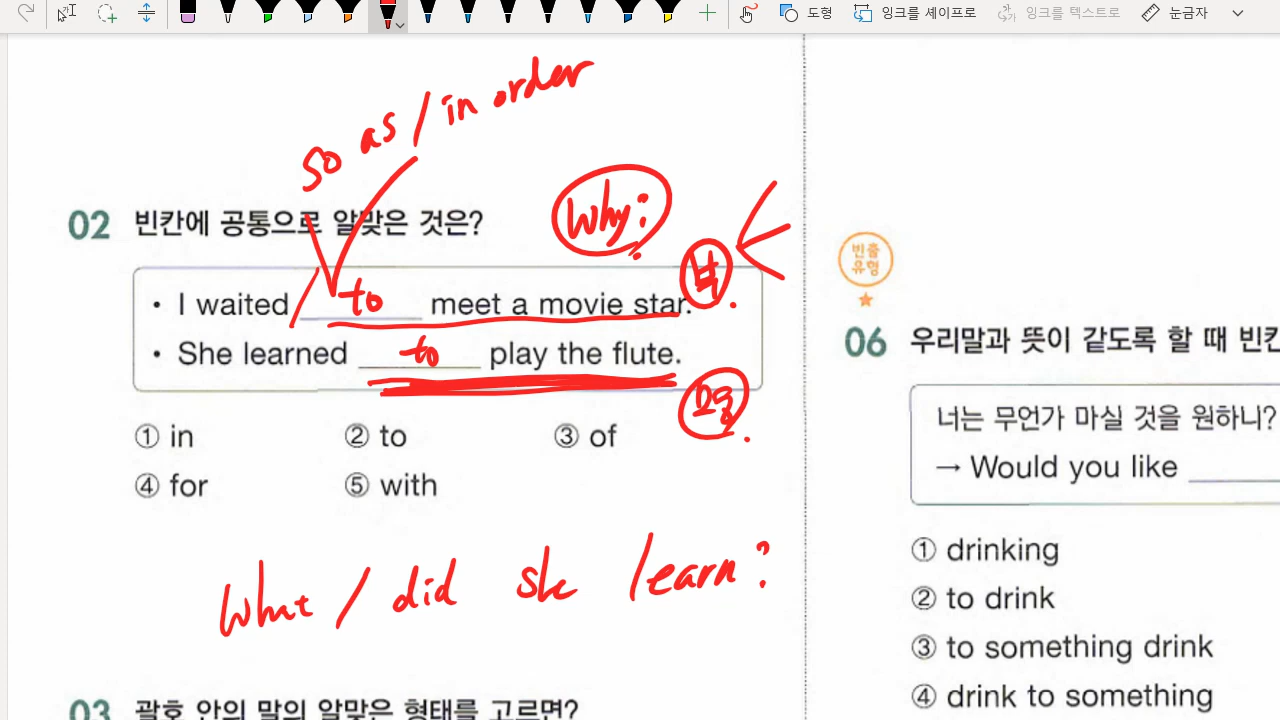 도형 잉크를 셰이프로 잉크를 텍스트로 눈금자
so as / in order
why?
02 빈칸에 공통으로 알맞은 것은?
• I waited to meet a movie star.
부
• She learned to play the flute.
모열
① in ② to ③ of
④ for ⑤ with
What / did she learn?
03 괄호 안의 말의 알맞은 형태를 고르면?
빈출
유형
06 우리말과 뜻이 같도록 할 때 빈칸
너는 무언가 마실 것을 원하니?
→ Would you like
① drinking
② to drink
③ to something drink
④ drink to something